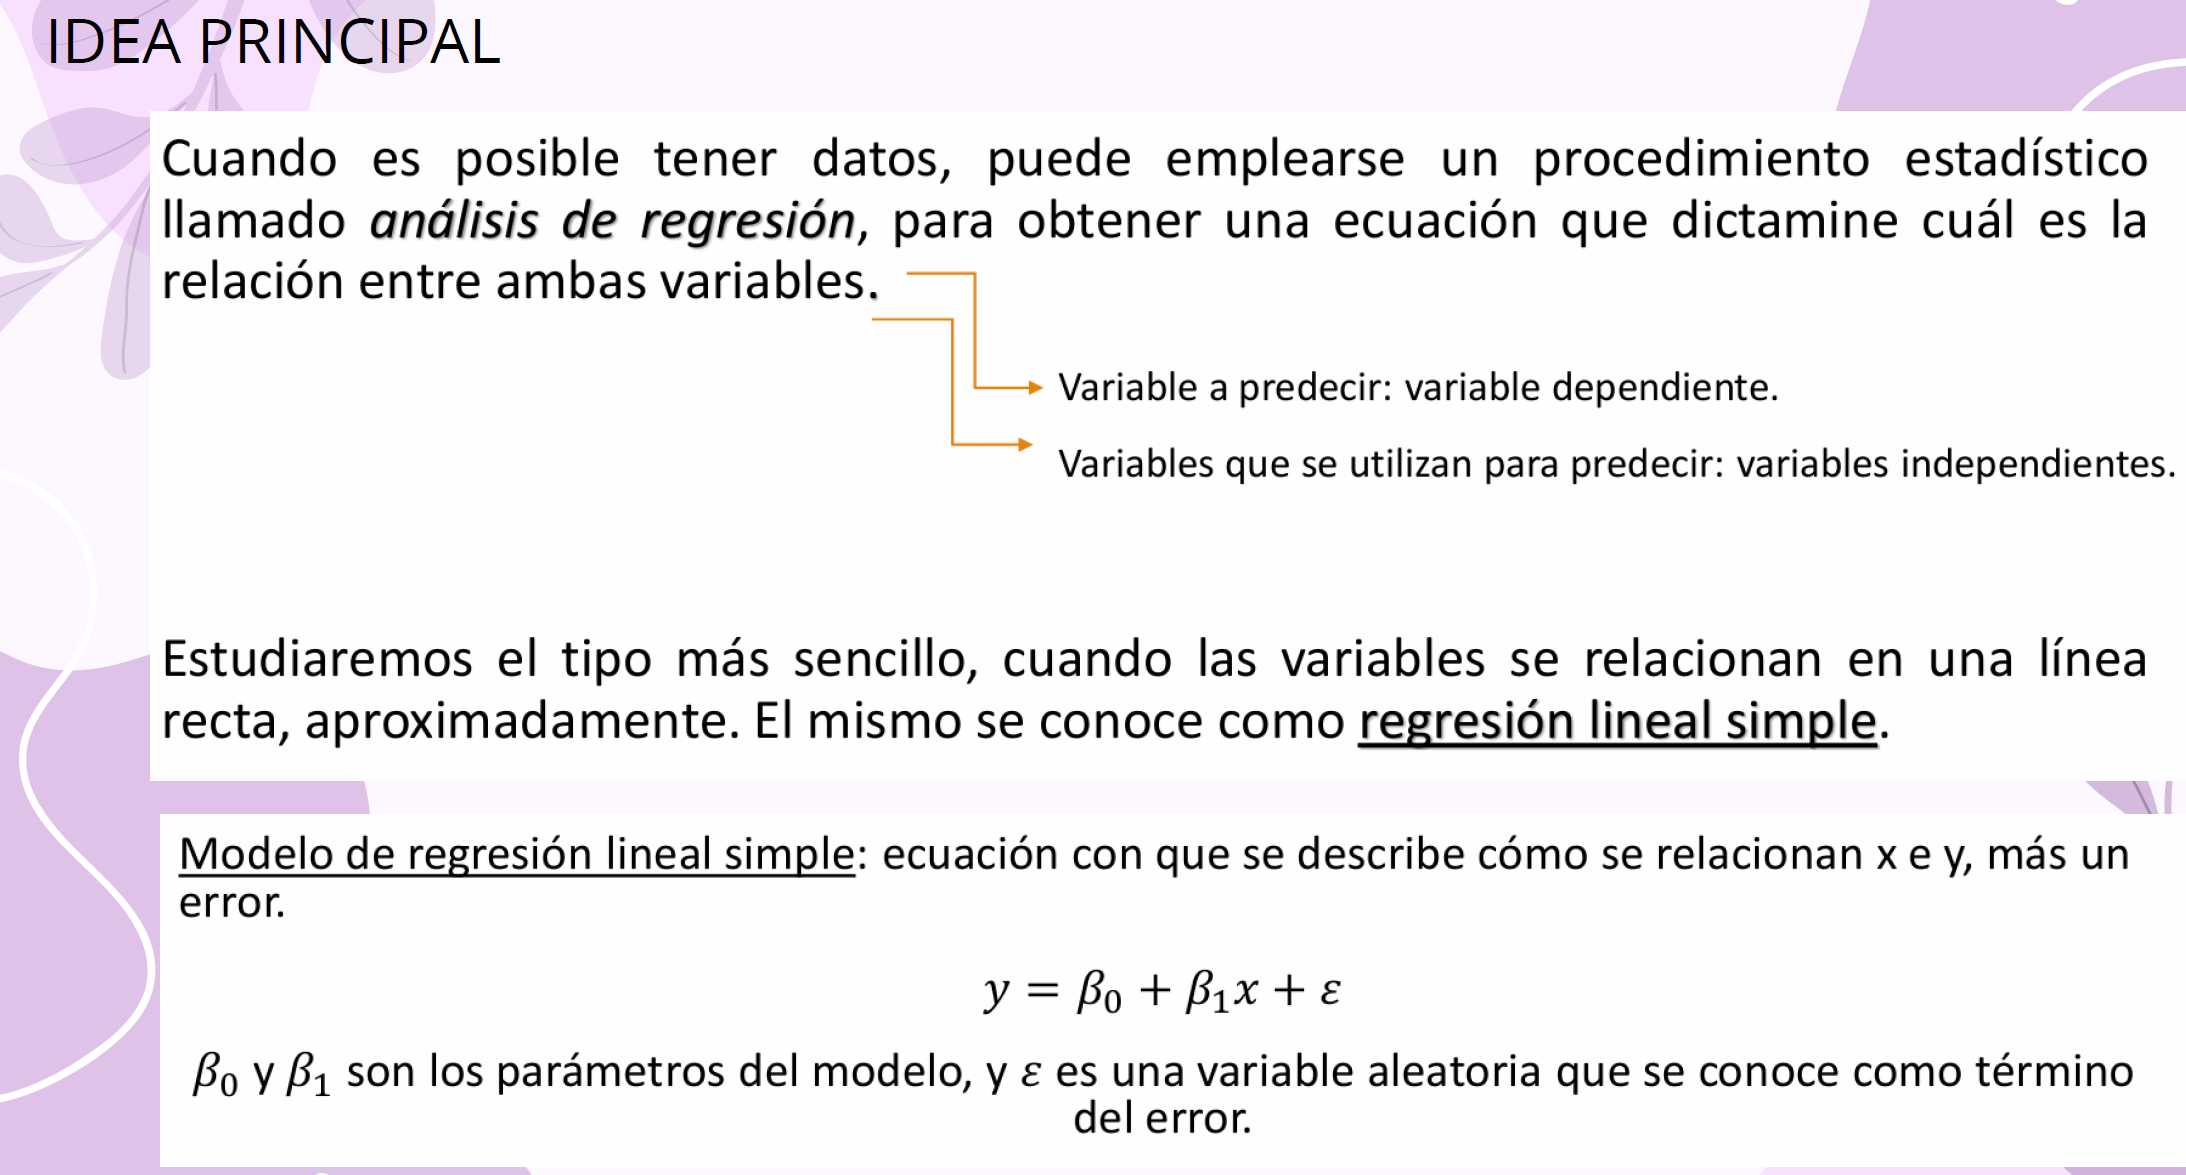 IDEA PRINCIPAL
Cuando es posible tener datos, puede emplearse un procedimiento estadístico
llamado análisis de regresión, para obtener una ecuación que dictamine cuál es la
relación entre ambas variables.
Variable a predecir: variable dependiente.
Variables que se utilizan para predecir: variables independientes.
Estudiaremos el tipo más sencillo, cuando las variables se relacionan en una línea
recta, aproximadamente. El mismo se conoce como regresión lineal simple.
Modelo de regresión lineal simple: ecuación con que se describe cómo se relacionan x e y, más un
error.
y = β₀ + β₁x + ε
β₀ y β₁ son los parámetros del modelo, y ε es una variable aleatoria que se conoce como término
del error.